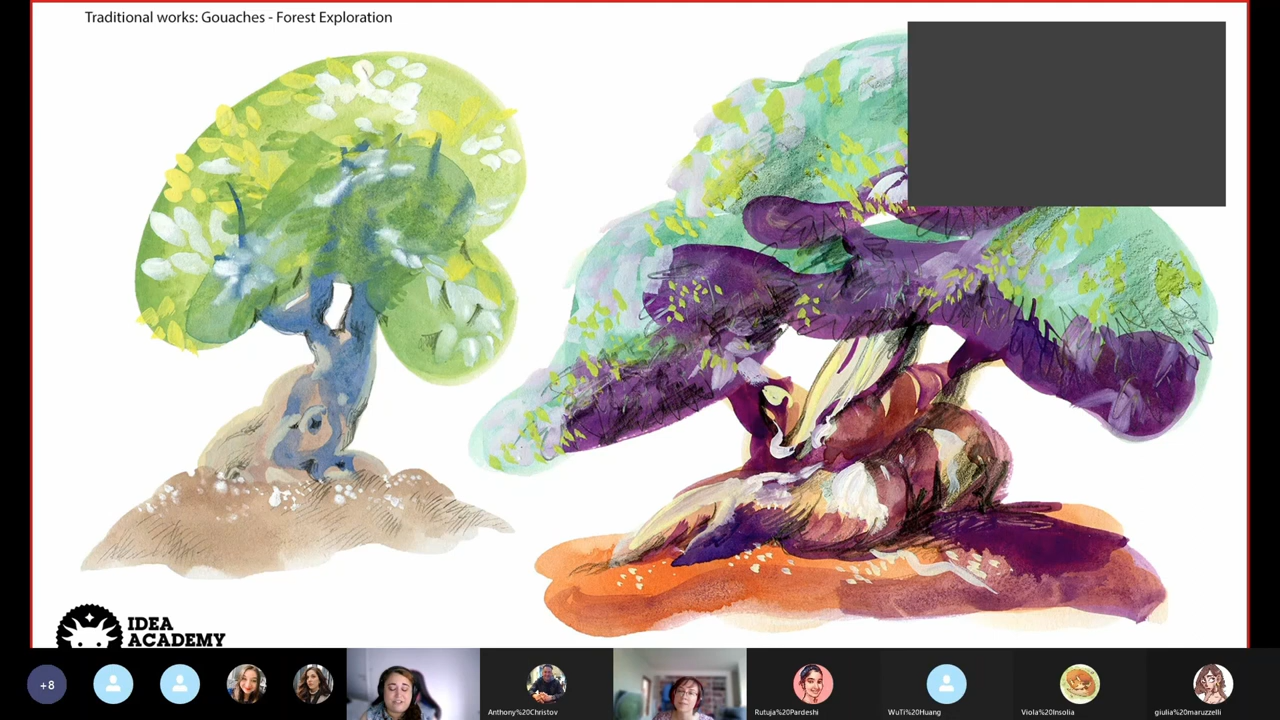 Traditional works: Gouaches - Forest Exploration
IDEA
ACADEMY
+8
Anthony%20Christov
Rutuja%20Pardeshi
WuTi%20Huang
Viola%20Insolia
giulia%20maruzzelli